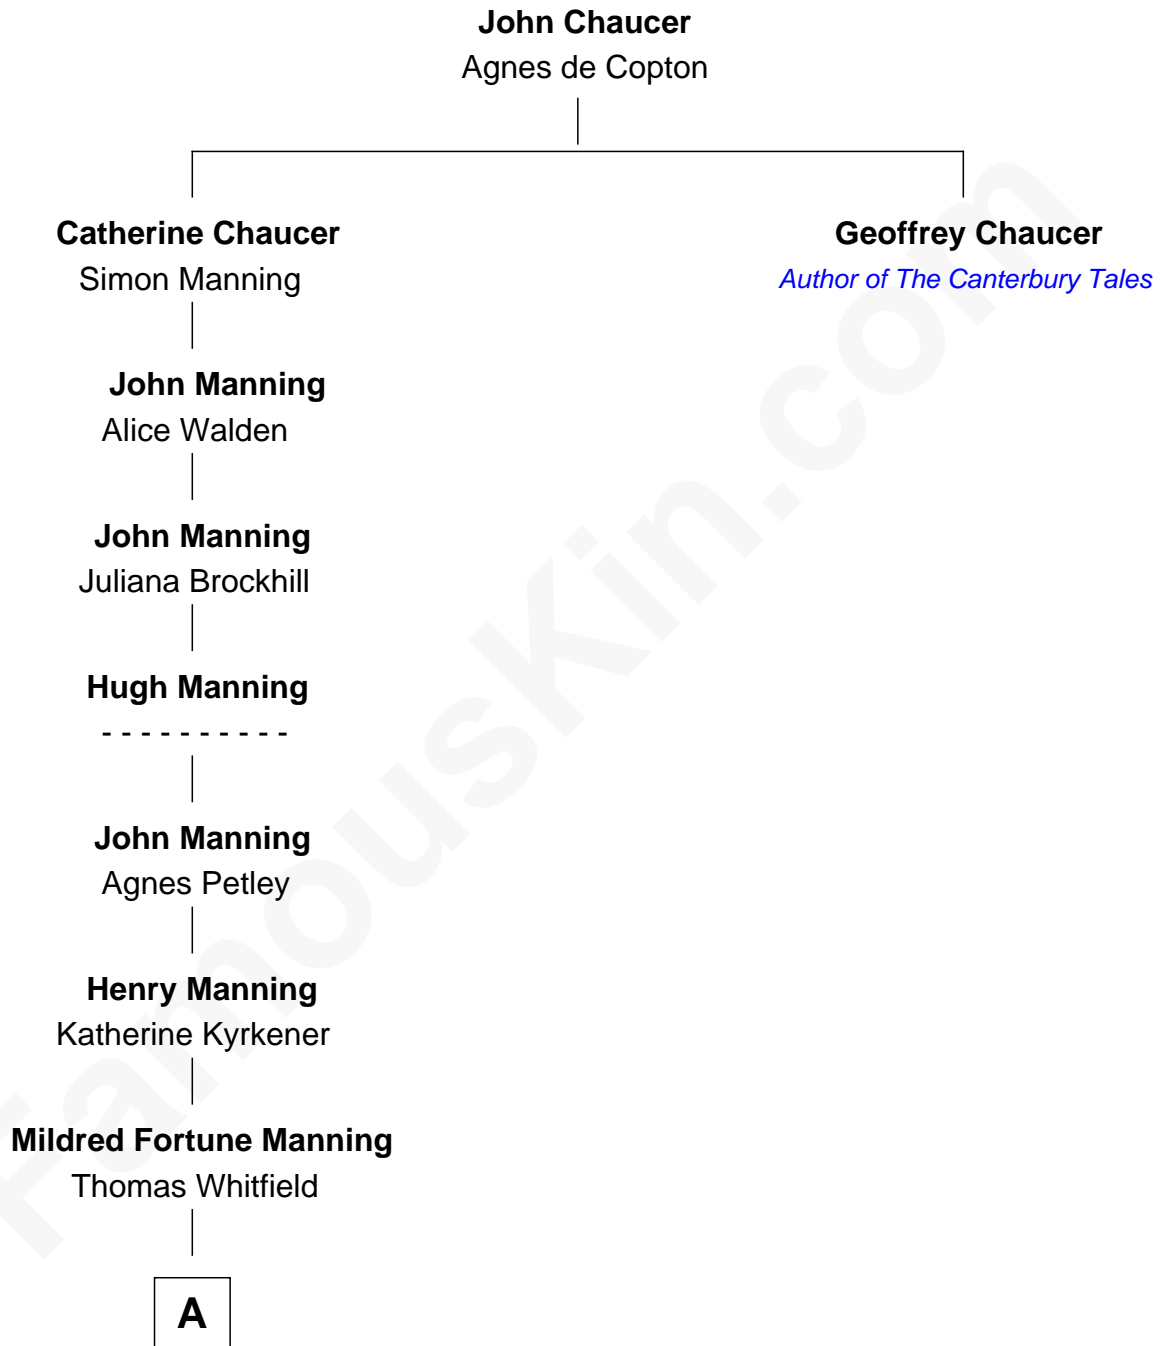 John Chaucer
Agnes de Copton
Catherine Chaucer
Simon Manning
Geoffrey Chaucer
Author of The Canterbury Tales
John Manning
Alice Walden
John Manning
Juliana Brockhill
Hugh Manning
- - - - - - - - - -
John Manning
Agnes Petley
Henry Manning
Katherine Kyrkener
Mildred Fortune Manning
Thomas Whitfield
A
FamousKin.com